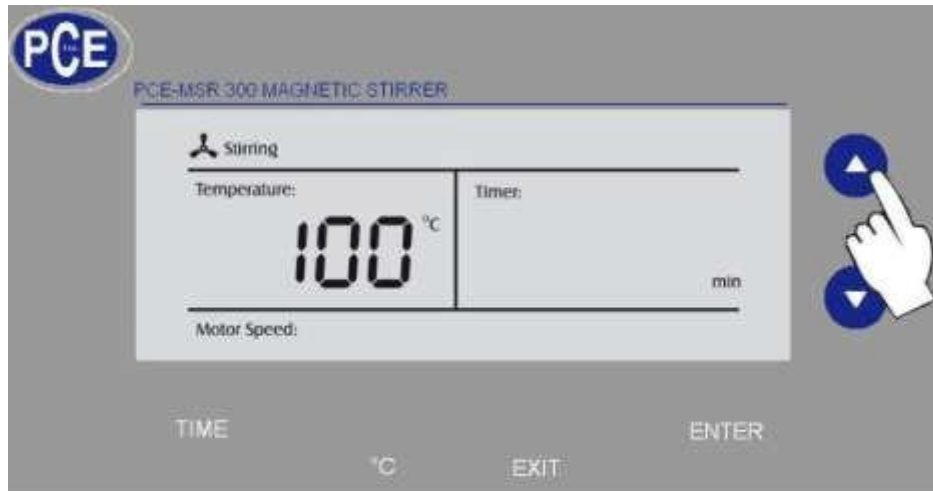 PCE
PCE-MSR 300 MAGNETIC STIRRER
Stirring
Temperature:
Timer:
100 °C
min
Motor Speed:
TIME
ENTER
°C
EXIT